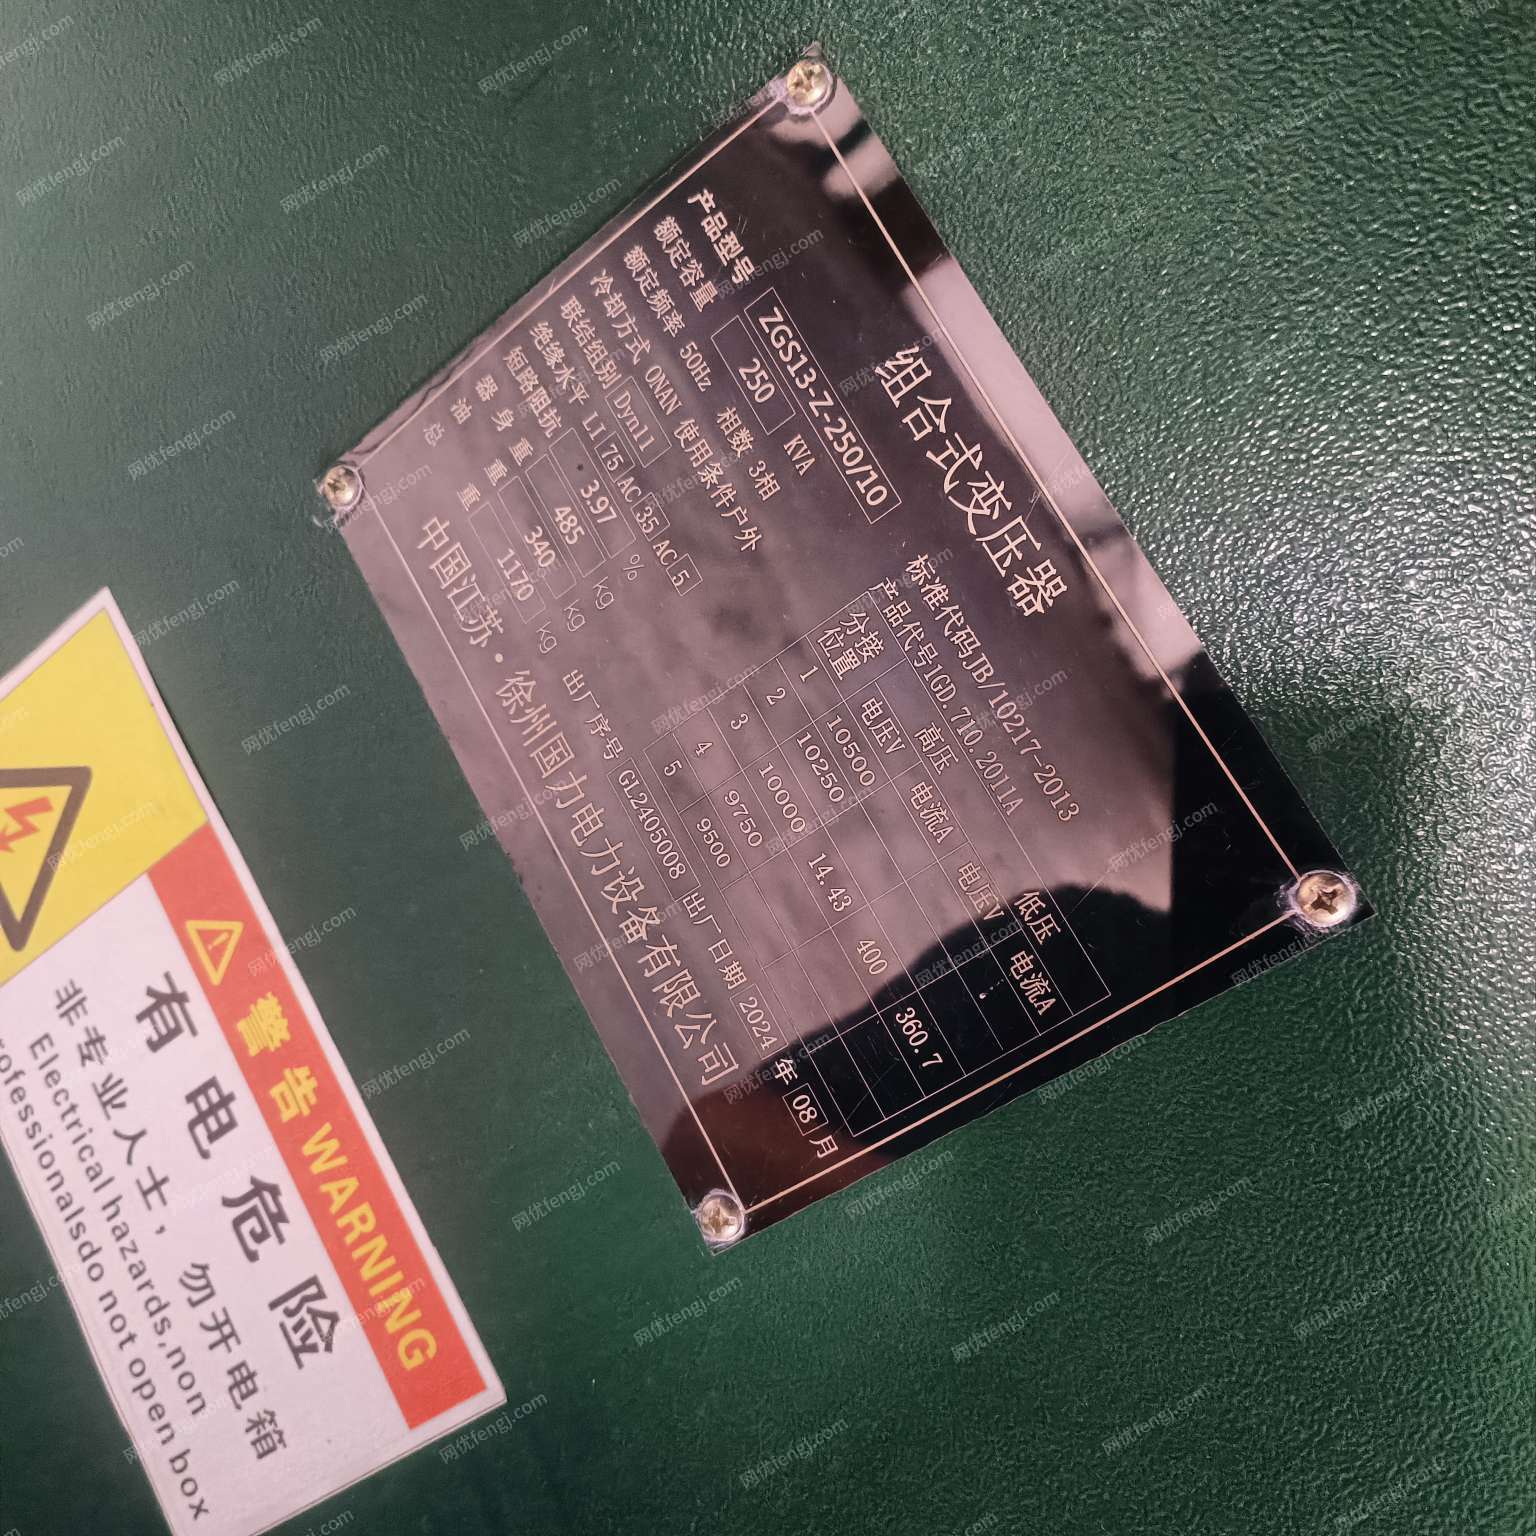 组合式变压器
产品型号 ZGS13-Z-250/10 标准代码JB/10217-2013
额定容量 250 KVA 产品代号1GD.710.2011A
额定频率 50Hz 相数 3相
冷却方式 ONAN 使用条件户外
联结组别 Dyn11
绝缘水平 LI 75 AC 35 AC 5
短路阻抗 3.97 %
器身重 485 kg
油重 340 kg
总重 1170 kg
分接位置 高压 低压
电压V 电流A 电压V 电流A
1 10500
2 10250
3 10000 14.43 400 360.7
4 9750
5 9500
出厂序号 GL2405008 出厂日期 2024 年 08 月
中国江苏·徐州国力电力设备有限公司
警告 WARNING
有电危险
非专业人士，勿开电箱
Electrical hazards,non
rofessionalsdo not open box
网优fengj.com